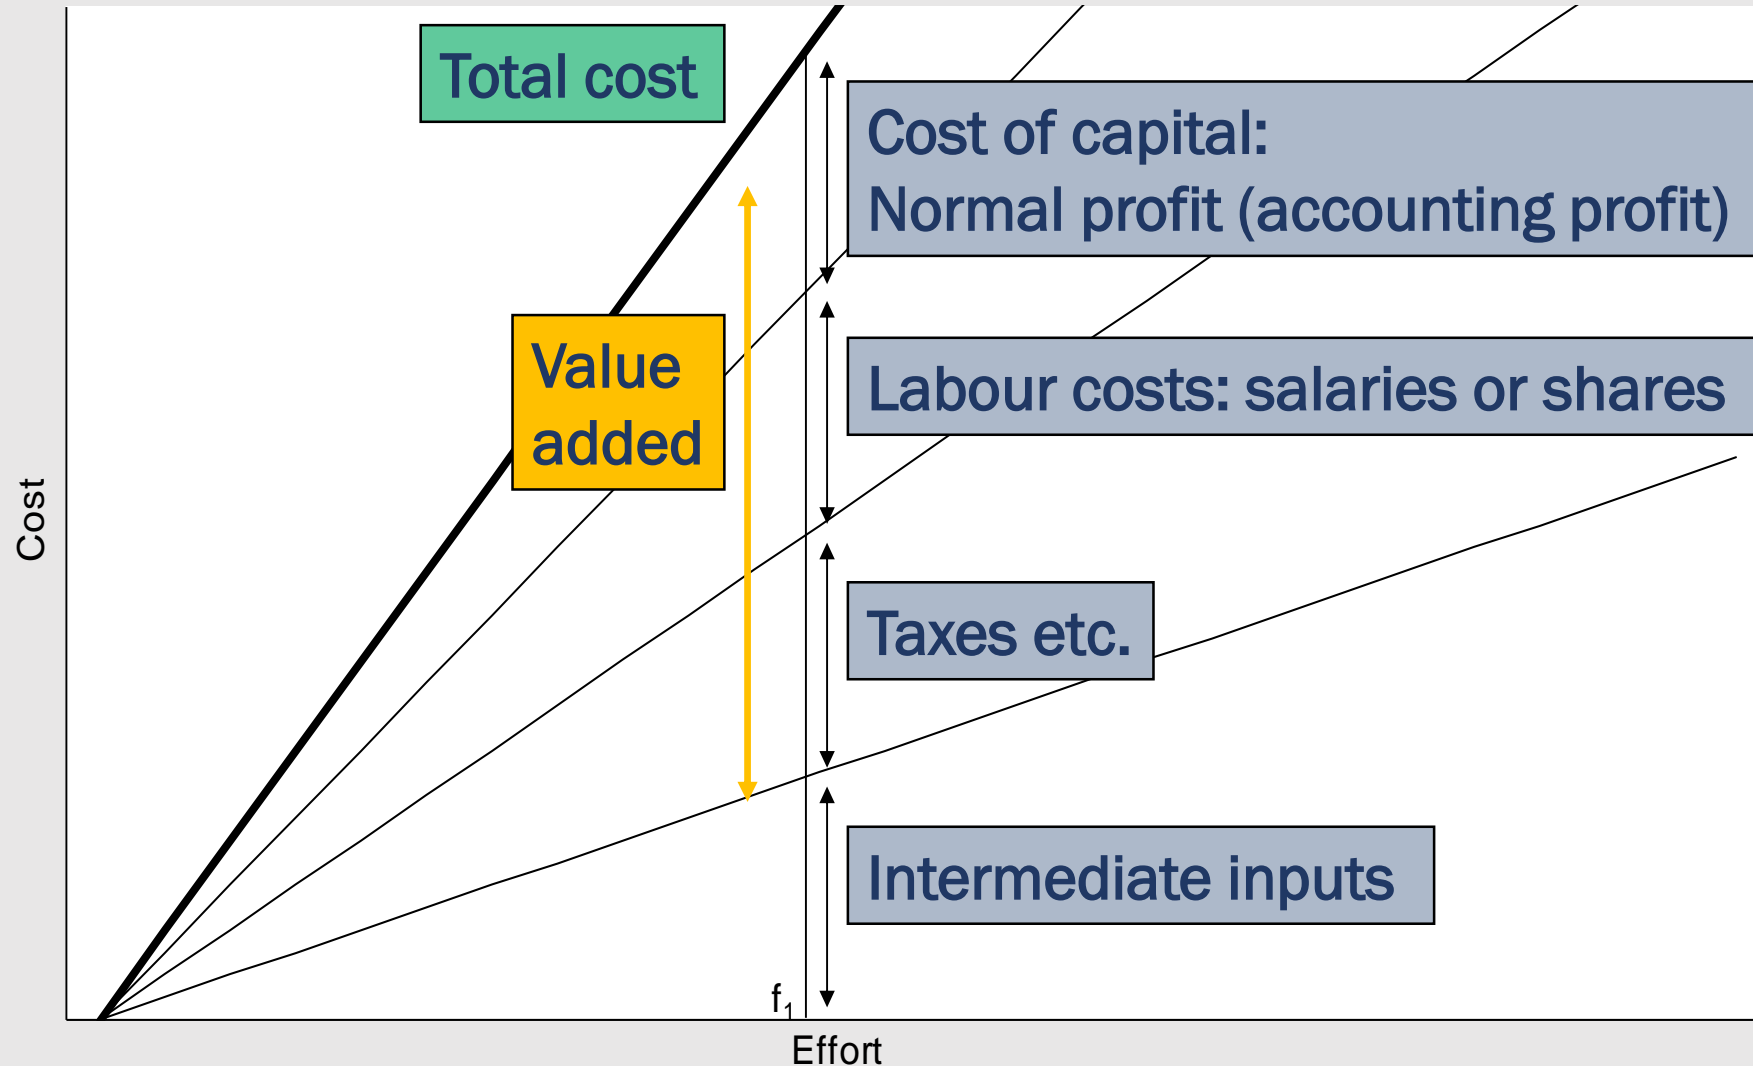 Total cost
Cost of capital:
Normal profit (accounting profit)
Value
added
Labour costs: salaries or shares
Cost
Taxes etc.
Intermediate inputs
f₁
Effort